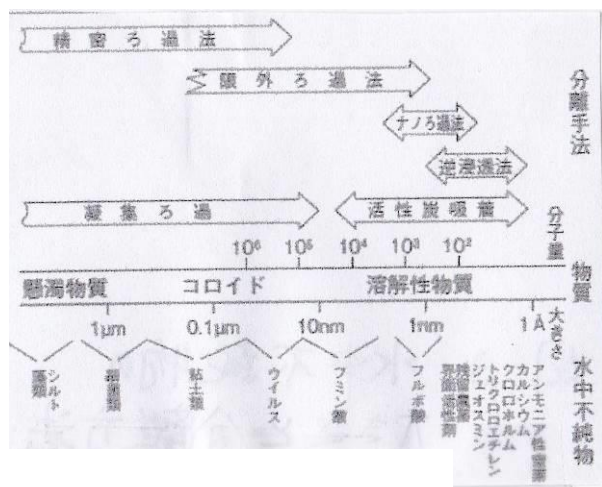 精密ろ過法
限外ろ過法
ナノろ過法
逆浸透法
分離手法
凝集ろ過
活性炭吸着
分子量
10⁶ 10⁵ 10⁴ 10³ 10²
懸濁物質 コロイド 溶解性物質
物質
1μm 0.1μm 10nm 1nm 1Å
大きさ
シルト
藻類
細菌類
粘土類
ウイルス
フミン酸
フルボ酸
界面活性剤
残留農薬
ジェオスミン
トリクロロエチレン
クロロホルム
カルシウム
アンモニア性窒素
水中不純物